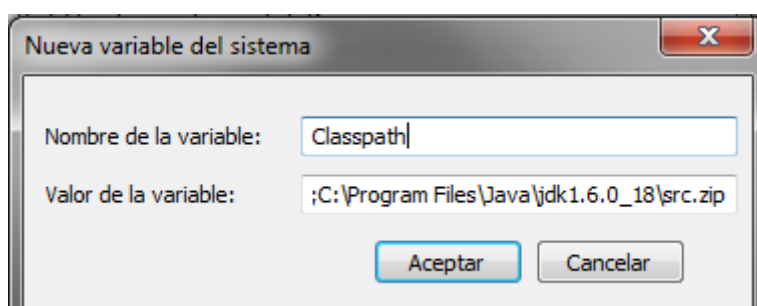 Nueva variable del sistema
Nombre de la variable: Classpath
Valor de la variable: ;C:\Program Files\Java\jdk1.6.0_18\src.zip
Aceptar Cancelar